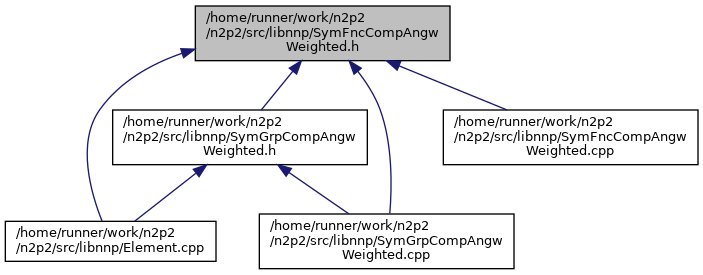 /home/runner/work/n2p2
/n2p2/src/libnnp/SymFncCompAngw
Weighted.h
/home/runner/work/n2p2
/n2p2/src/libnnp/SymGrpCompAngw
Weighted.h
/home/runner/work/n2p2
/n2p2/src/libnnp/SymFncCompAngw
Weighted.cpp
/home/runner/work/n2p2
/n2p2/src/libnnp/Element.cpp
/home/runner/work/n2p2
/n2p2/src/libnnp/SymGrpCompAngw
Weighted.cpp